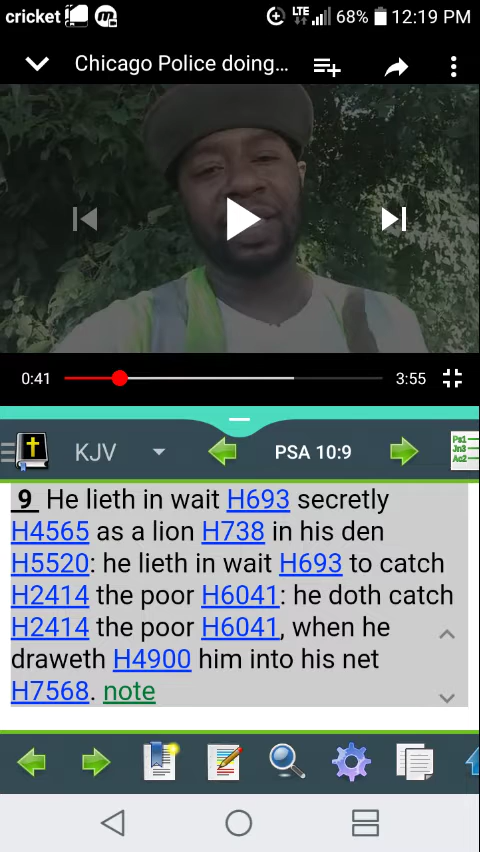 cricket LTE 68% 12:19 PM
Chicago Police doing...
0:41 3:55
KJV PSA 10:9 Ps1
Jn3
Ac2
9 He lieth in wait H693 secretly
H4565 as a lion H738 in his den
H5520: he lieth in wait H693 to catch
H2414 the poor H6041: he doth catch
H2414 the poor H6041, when he
draweth H4900 him into his net
H7568. note